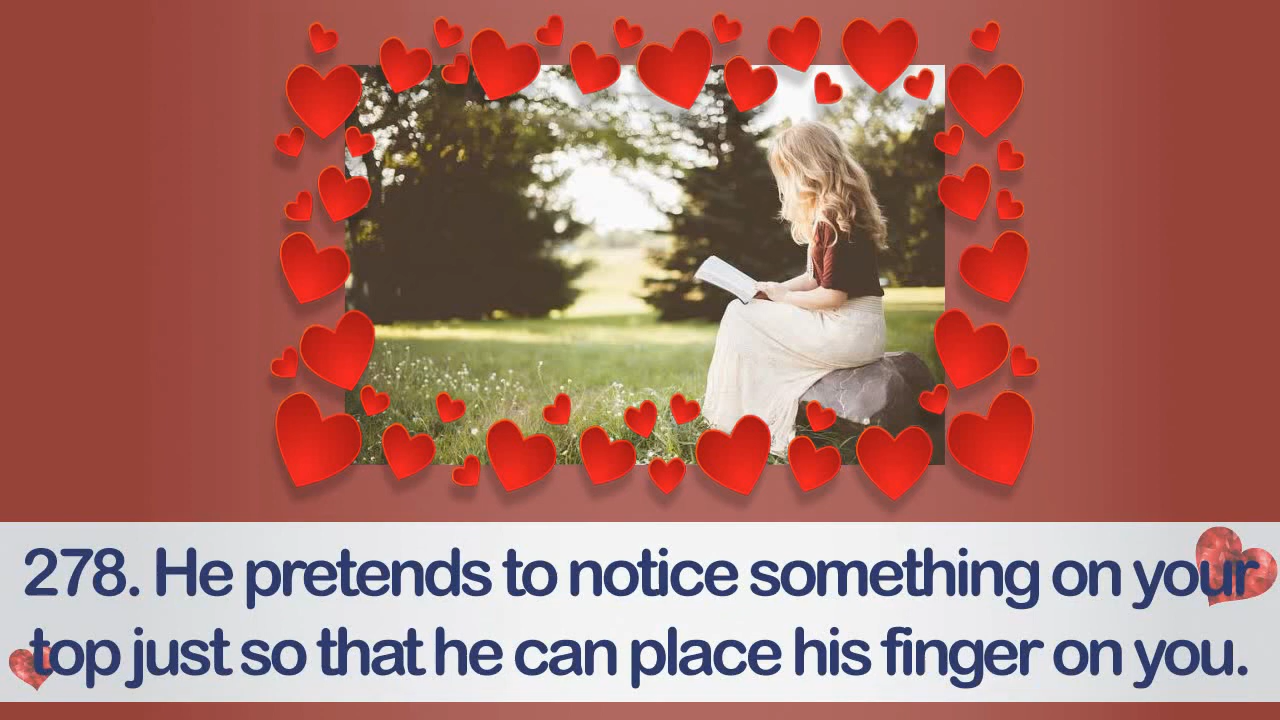 278. He pretends to notice something on your
top just so that he can place his finger on you.